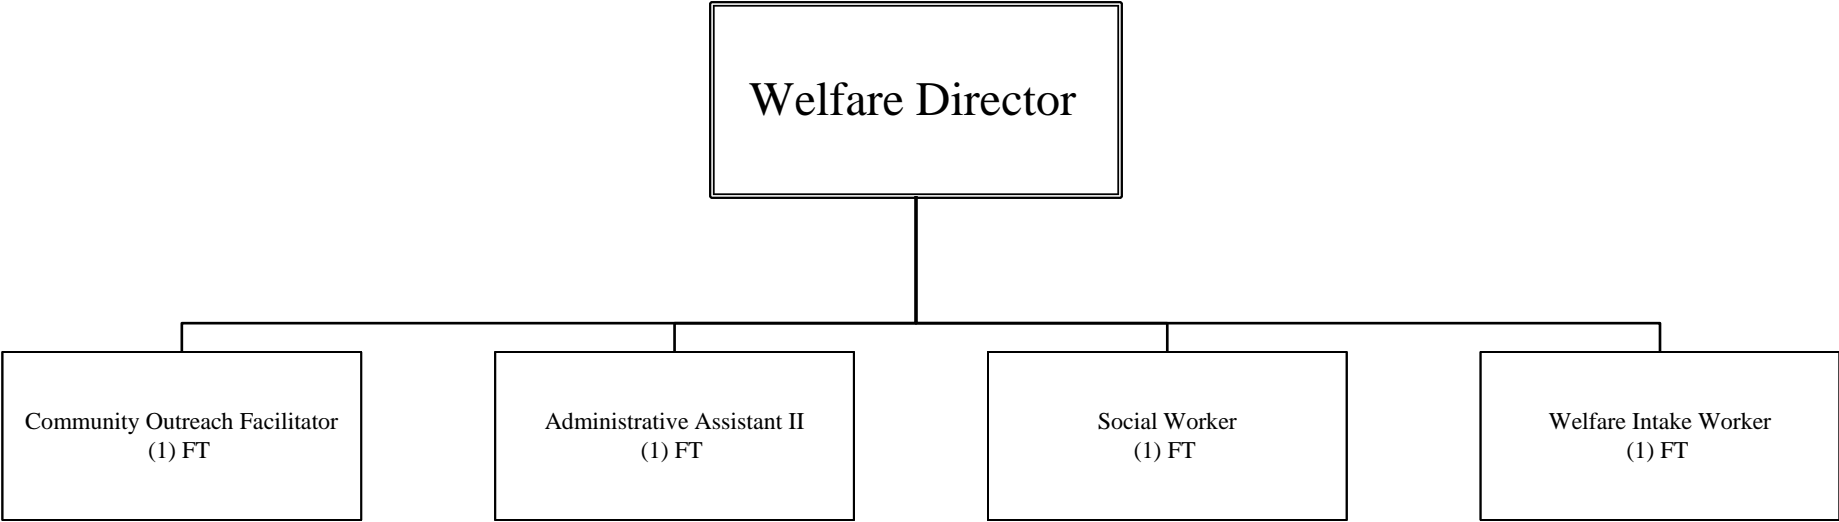 Welfare Director
Community Outreach Facilitator
(1) FT
Administrative Assistant II
(1) FT
Social Worker
(1) FT
Welfare Intake Worker
(1) FT